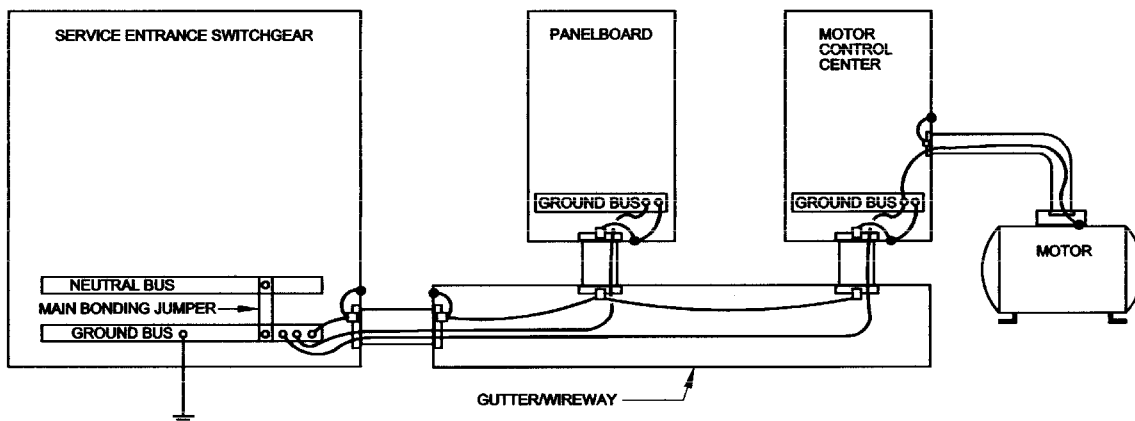 SERVICE ENTRANCE SWITCHGEAR
PANELBOARD
MOTOR
CONTROL
CENTER
GROUND BUS
GROUND BUS
MOTOR
NEUTRAL BUS
MAIN BONDING JUMPER
GROUND BUS
GUTTER/WIREWAY